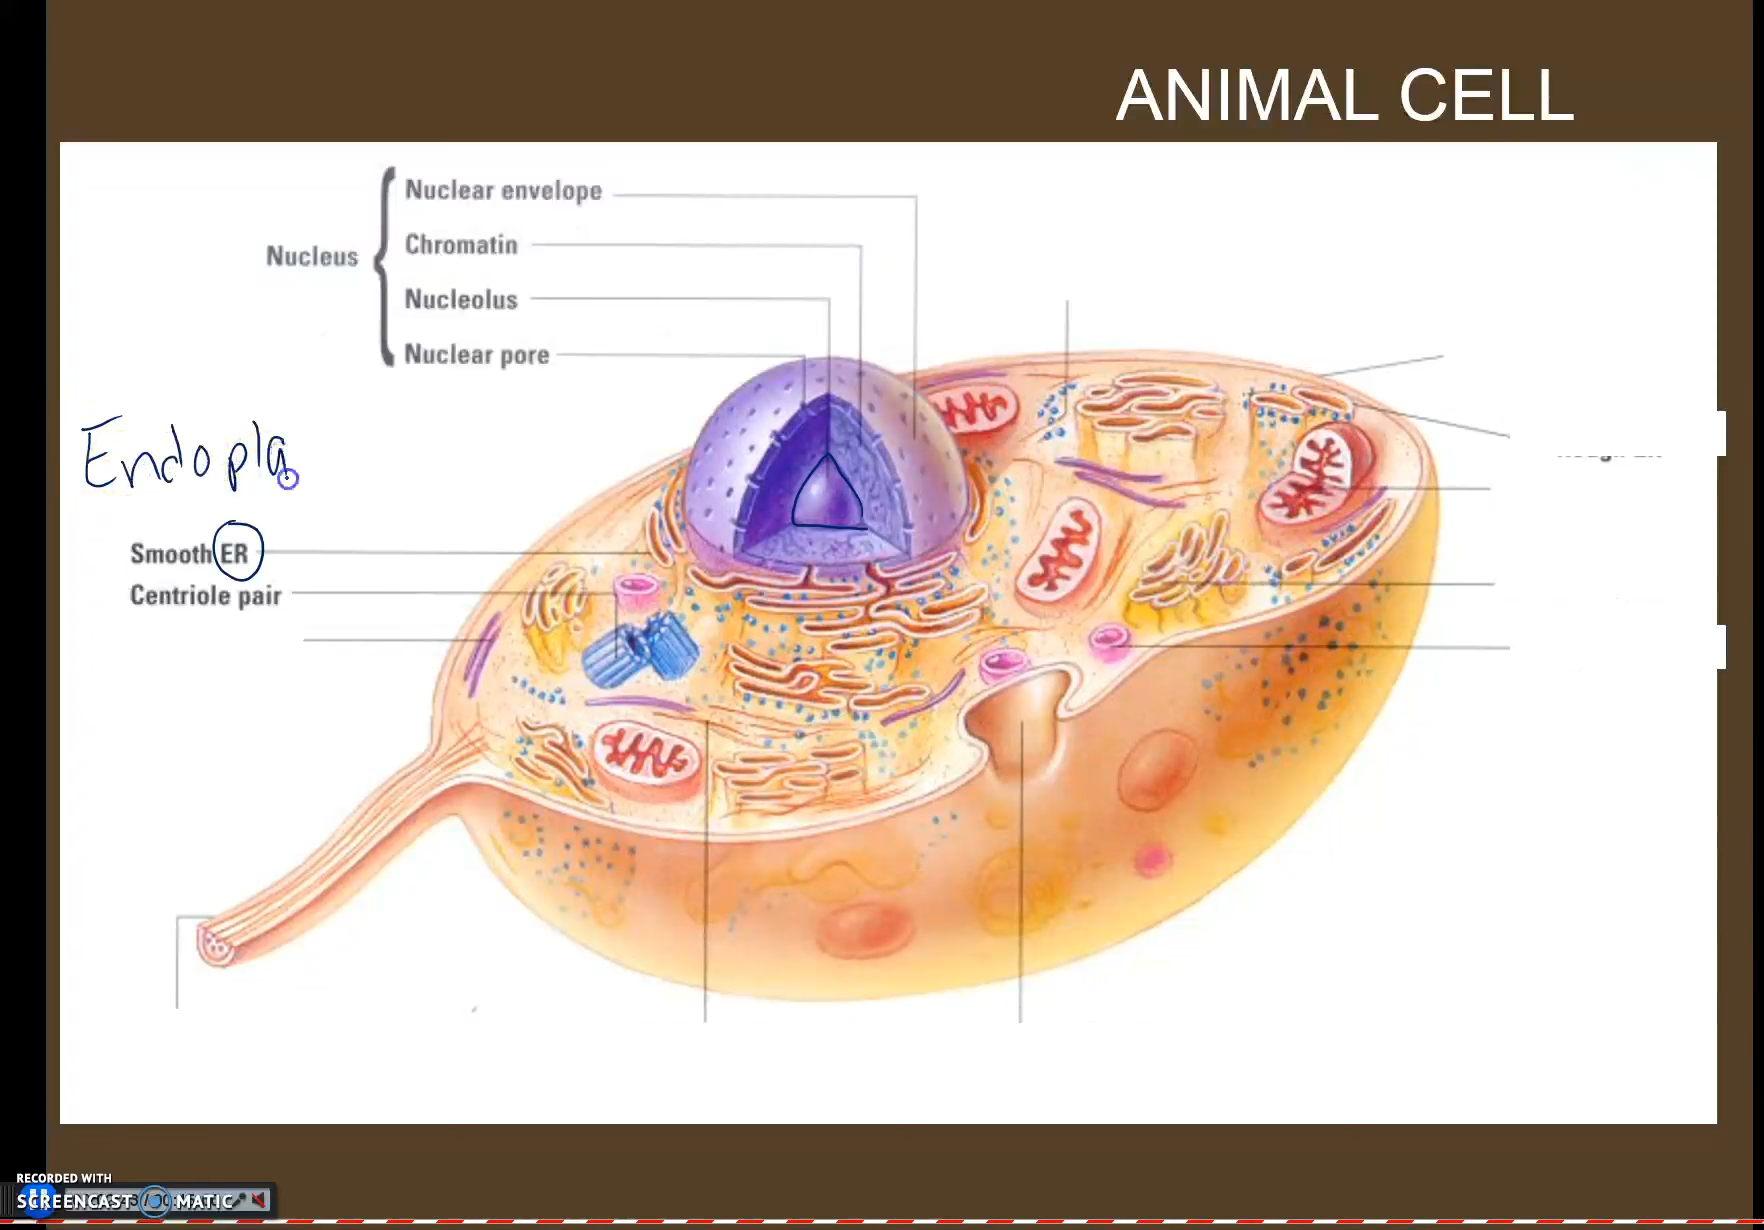 ANIMAL CELL
Nuclear envelope
Chromatin
Nucleus
Nucleolus
Nuclear pore
Endopla
Smooth ER
Centriole pair
RECORDED WITH
SCREENCAST MATIC